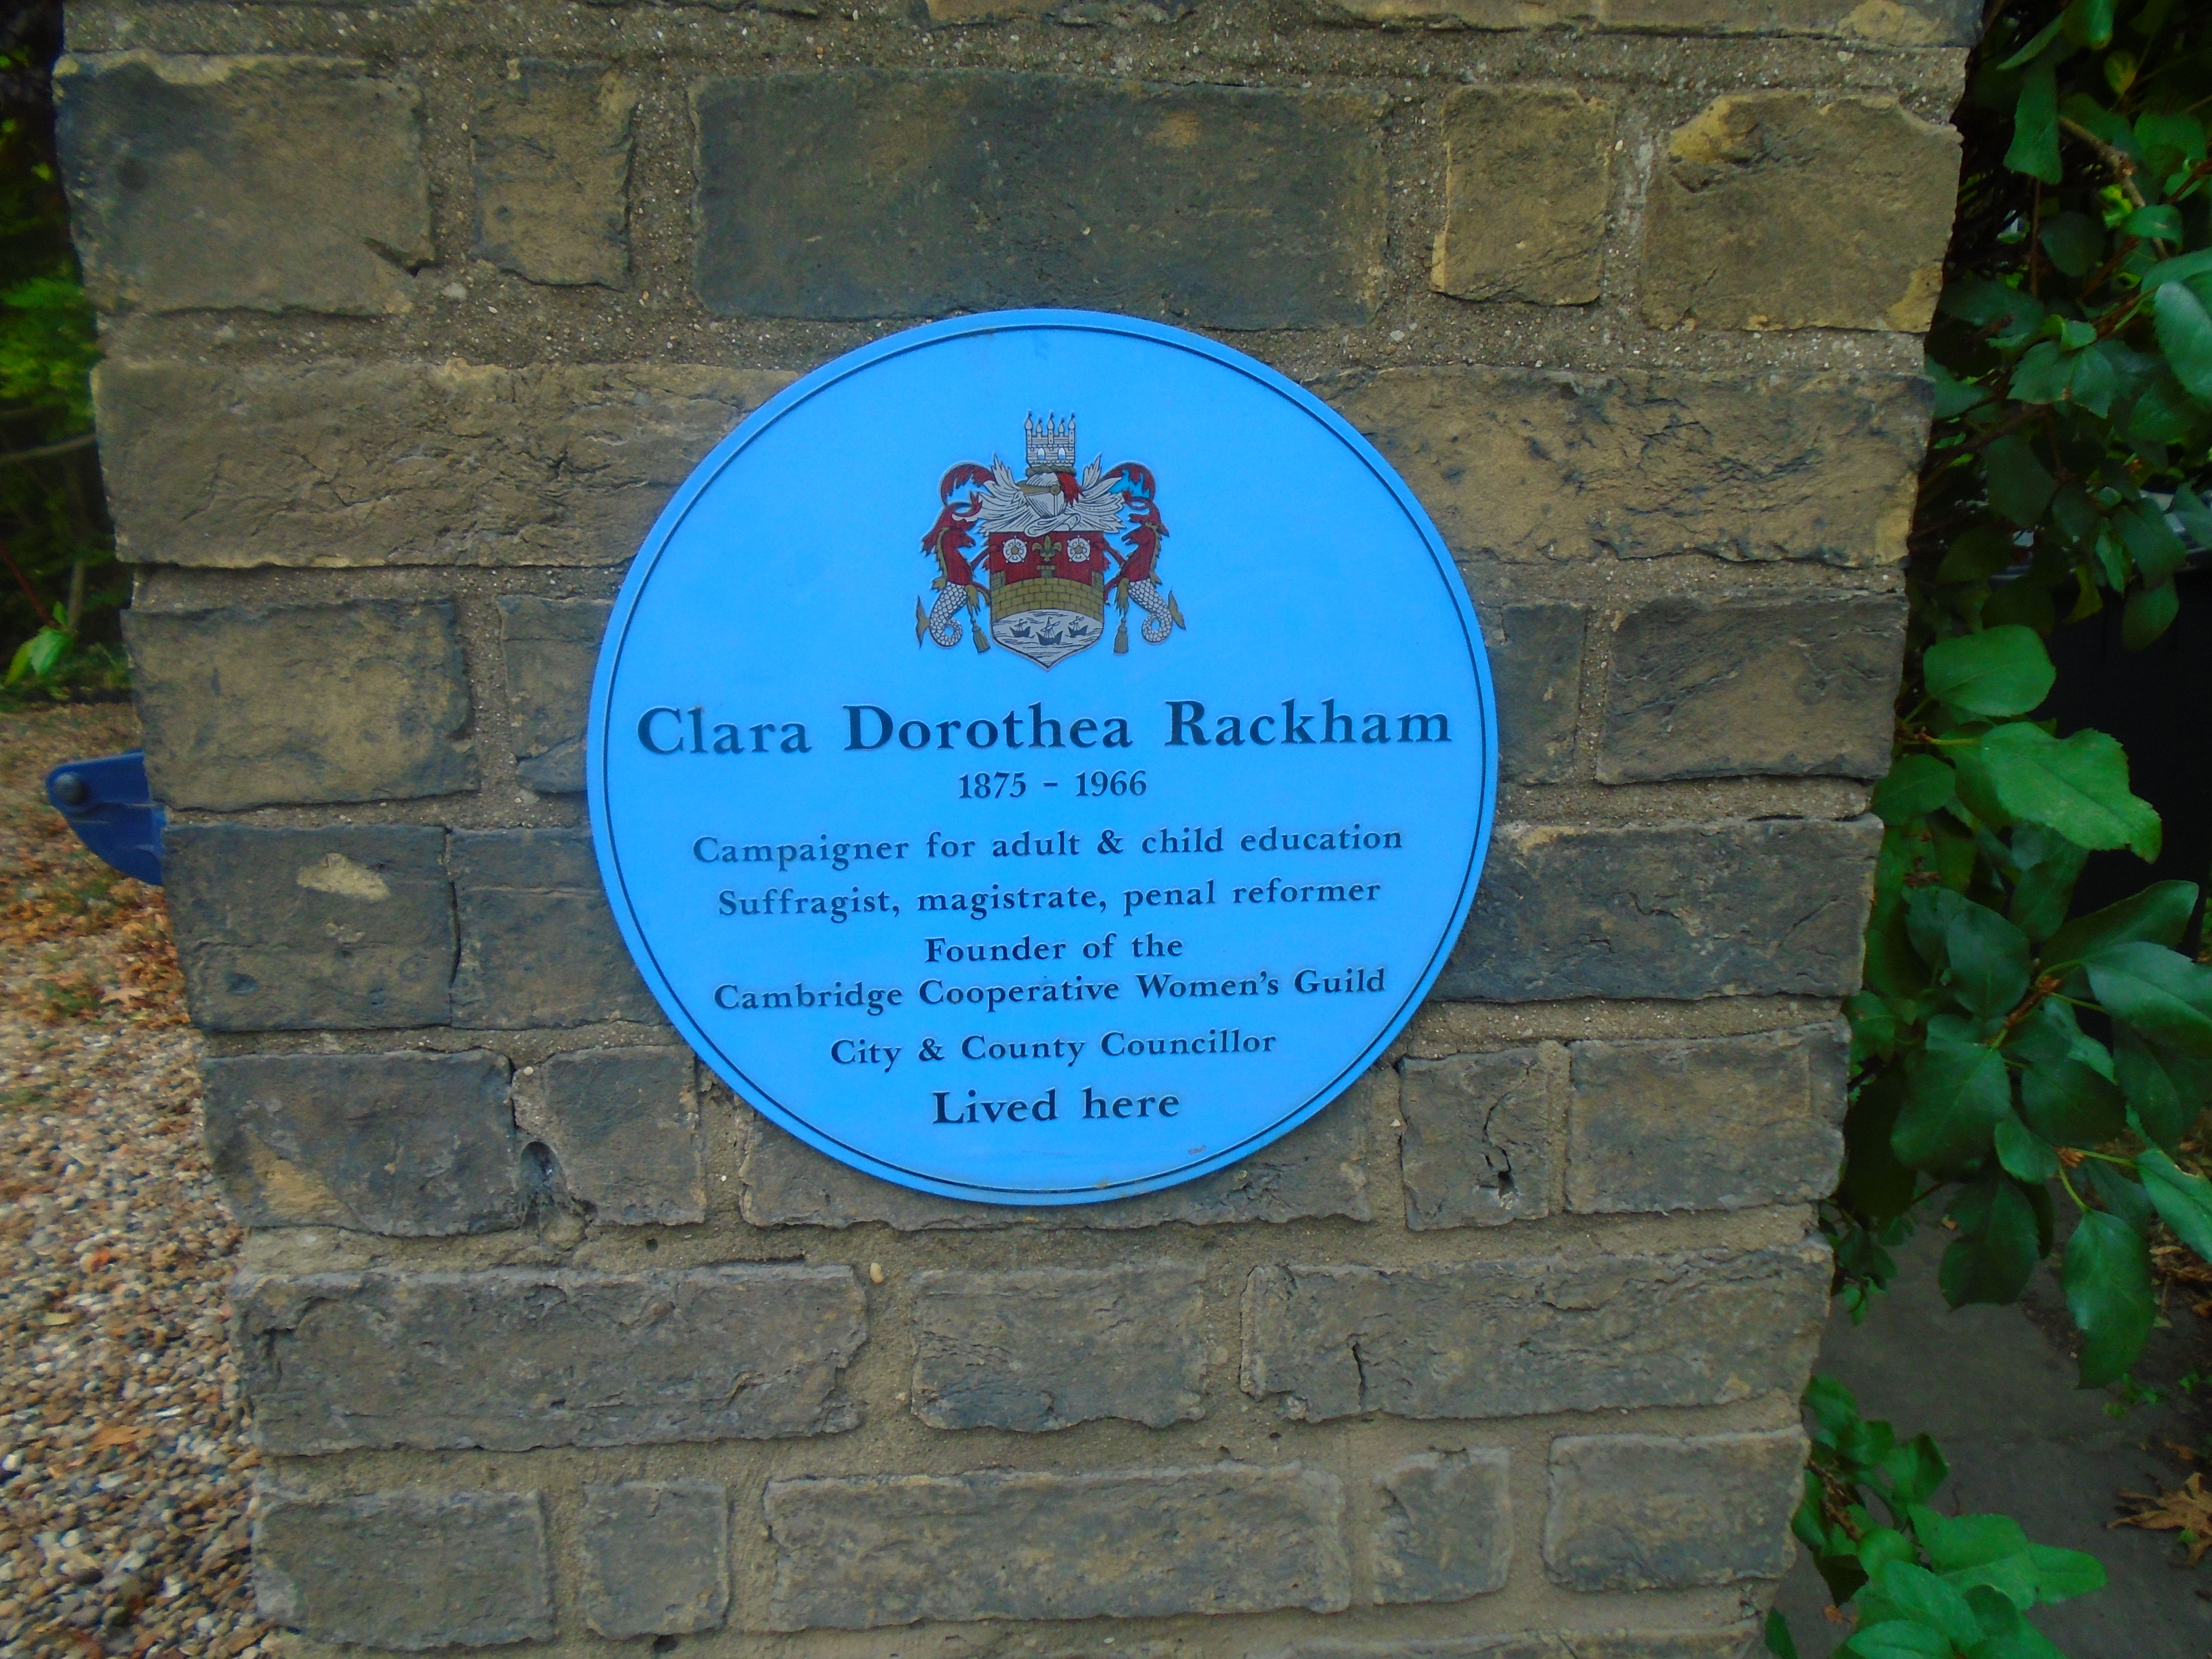 Clara Dorothea Rackham
1875 - 1966
Campaigner for adult & child education
Suffragist, magistrate, penal reformer
Founder of the
Cambridge Cooperative Women's Guild
City & County Councillor
Lived here